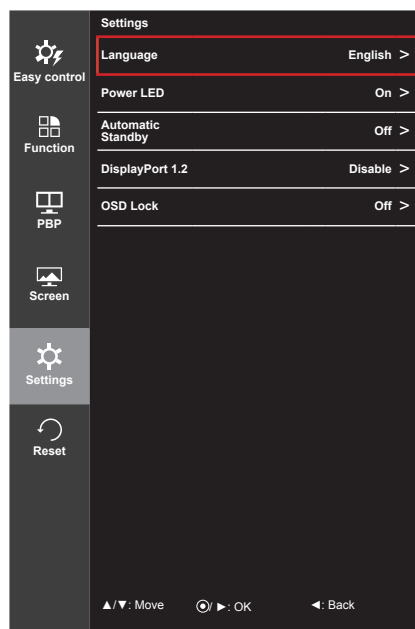 Settings
Language English >
Power LED On >
Automatic
Standby Off >
DisplayPort 1.2 Disable >
OSD Lock Off >
Easy control
Function
PBP
Screen
Settings
Reset
▲/▼: Move ⦿/ ►: OK ◄: Back